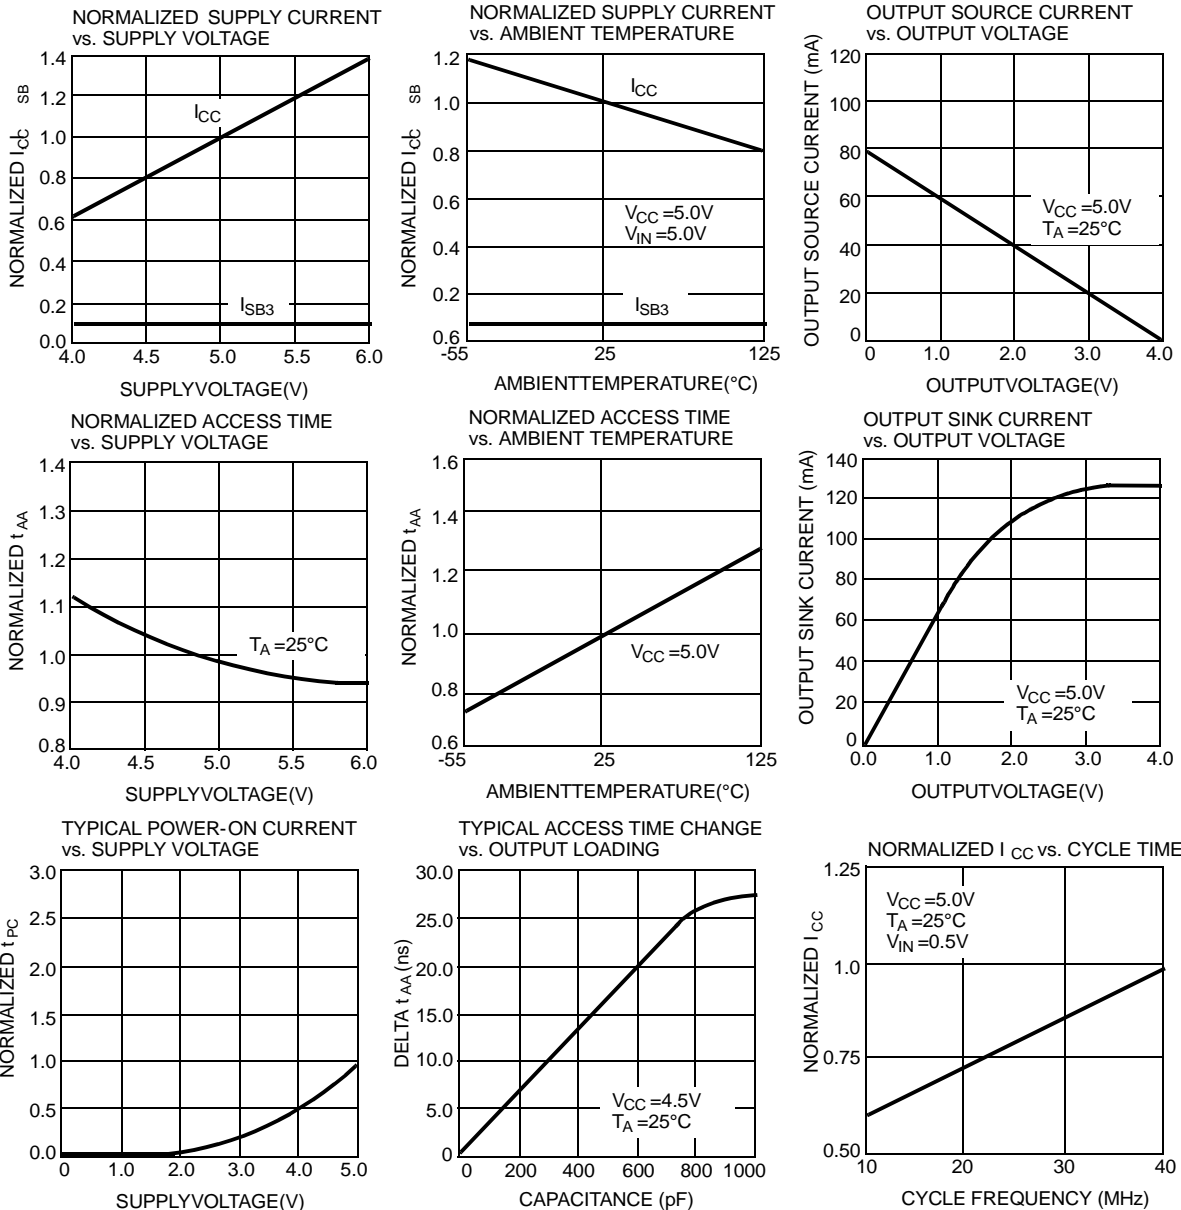 NORMALIZED SUPPLY CURRENT
vs. SUPPLY VOLTAGE
1.4
1.2
1.0
0.8
0.6
0.4
0.2
0.0
NORMALIZED ICC
SB
ICC
ISB3
4.0 4.5 5.0 5.5 6.0
SUPPLYVOLTAGE(V)
NORMALIZED SUPPLY CURRENT
vs. AMBIENT TEMPERATURE
1.2
1.0
0.8
0.6
0.4
0.2
0.6
NORMALIZED ICC
SB
ICC
VCC =5.0V
VIN =5.0V
ISB3
-55 25 125
AMBIENTTEMPERATURE(°C)
OUTPUT SOURCE CURRENT
vs. OUTPUT VOLTAGE
120
100
80
60
40
20
0
OUTPUT SOURCE CURRENT (mA)
VCC =5.0V
TA =25°C
0 1.0 2.0 3.0 4.0
OUTPUTVOLTAGE(V)
NORMALIZED ACCESS TIME
vs. SUPPLY VOLTAGE
1.4
1.3
1.2
1.1
1.0
0.9
0.8
NORMALIZED tAA
TA =25°C
4.0 4.5 5.0 5.5 6.0
SUPPLYVOLTAGE(V)
NORMALIZED ACCESS TIME
vs. AMBIENT TEMPERATURE
1.6
1.4
1.2
1.0
0.8
0.6
NORMALIZED tAA
VCC =5.0V
-55 25 125
AMBIENTTEMPERATURE(°C)
OUTPUT SINK CURRENT
vs. OUTPUT VOLTAGE
140
120
100
80
60
40
20
0
OUTPUT SINK CURRENT (mA)
VCC =5.0V
TA =25°C
0.0 1.0 2.0 3.0 4.0
OUTPUTVOLTAGE(V)
TYPICAL POWER-ON CURRENT
vs. SUPPLY VOLTAGE
3.0
2.5
2.0
1.5
1.0
0.5
0.0
NORMALIZED tPC
0 1.0 2.0 3.0 4.0 5.0
SUPPLYVOLTAGE(V)
TYPICAL ACCESS TIME CHANGE
vs. OUTPUT LOADING
30.0
25.0
20.0
15.0
10.0
5.0
0
DELTA tAA (ns)
VCC =4.5V
TA =25°C
0 200 400 600 800 1000
CAPACITANCE (pF)
NORMALIZED ICC vs. CYCLE TIME
1.25
1.0
0.75
0.50
NORMALIZED ICC
VCC =5.0V
TA =25°C
VIN =0.5V
10 20 30 40
CYCLE FREQUENCY (MHz)